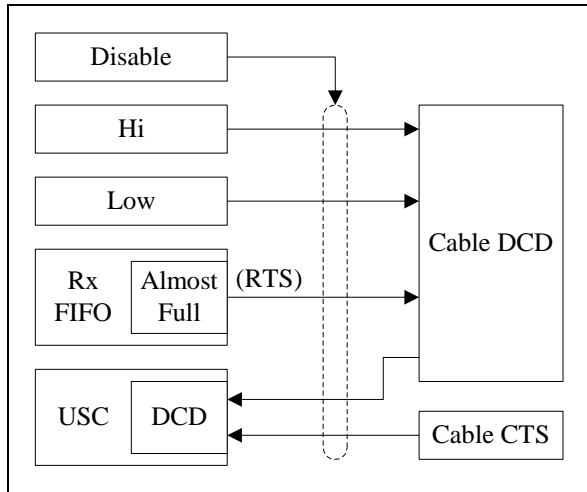 Disable
Hi
Low
Cable DCD
Rx
FIFO
Almost
Full
(RTS)
USC
DCD
Cable CTS